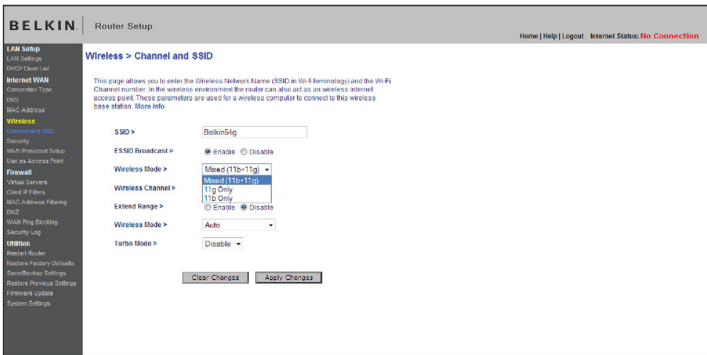 BELKIN. Router Setup
Home | Help | Logout Internet Status: No Connection
LAN Setup
LAN Settings
DHCP Client List
Internet WAN
Connection Type
DNS
MAC Address
Wireless
Channel and SSID
Security
Wi-Fi Protected Setup
Use as Access Point
Firewall
Virtual Servers
Client IP Filters
MAC Address Filtering
DMZ
WAN Ping Blocking
Security Log
Utilities
Restart Router
Restore Factory Defaults
Save/Backup Settings
Restore Previous Settings
Firmware Update
System Settings
Wireless > Channel and SSID
This page allows you to enter the Wireless Network Name (SSID in Wi-fi terminology) and the Wi-Fi
Channel number. In the wireless environment the router can also act as an wireless internet
access point. These parameters are used for a wireless computer to connect to this wireless
base station. More Info
SSID > Belkin54g
ESSID Broadcast > Enable Disable
Wireless Mode > Mixed (11b+11g)
Mixed (11b+11g)
Wireless Channel > 11g Only
11b Only
Extend Range > Enable Disable
Wireless Mode > Auto
Turbo Mode > Disable
Clear Changes Apply Changes